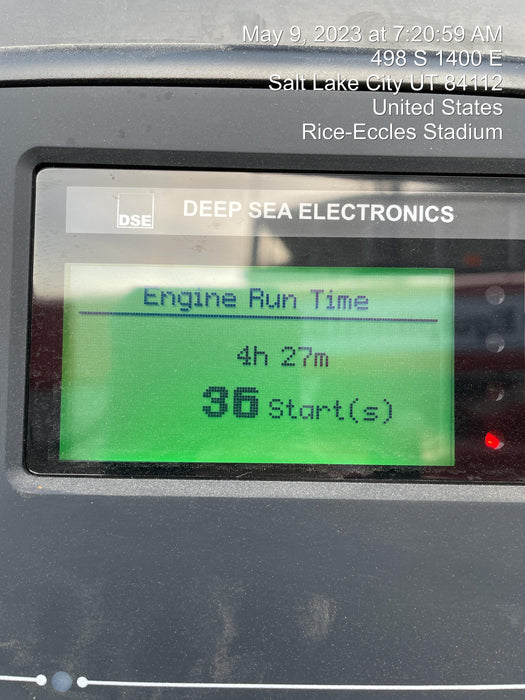 May 9, 2023 at 7:20:59 AM
498 S 1400 E
Salt Lake City UT 84112
United States
Rice-Eccles Stadium
DSE DEEP SEA ELECTRONICS
Engine Run Time
4h 27m
36 Start(s)